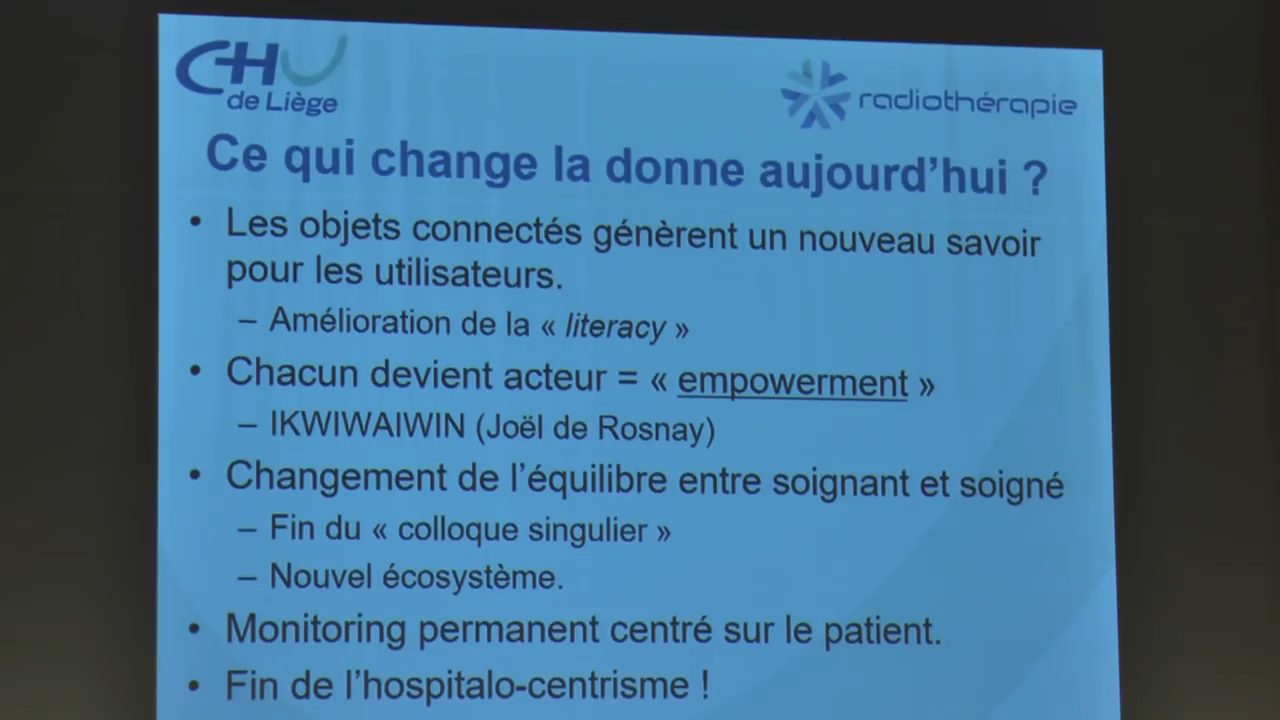 CHU
de Liège
radiothérapie
Ce qui change la donne aujourd’hui ?
• Les objets connectés génèrent un nouveau savoir
pour les utilisateurs.
– Amélioration de la « literacy »
• Chacun devient acteur = « empowerment »
– IKWIWAIWIN (Joël de Rosnay)
• Changement de l’équilibre entre soignant et soigné
– Fin du « colloque singulier »
– Nouvel écosystème.
• Monitoring permanent centré sur le patient.
• Fin de l’hospitalo-centrisme !